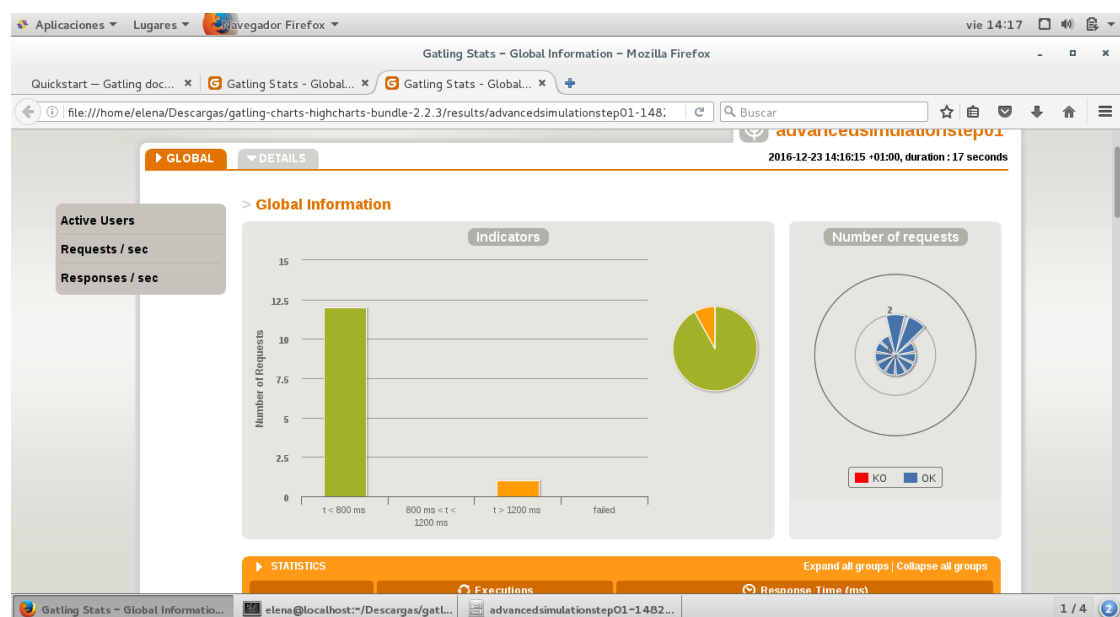 Aplicaciones Lugares Navegador Firefox vie 14:17
Gatling Stats – Global Information – Mozilla Firefox
Quickstart — Gatling doc... Gatling Stats - Global... Gatling Stats - Global...
file:///home/elena/Descargas/gatling-charts-highcharts-bundle-2.2.3/results/advancedsimulationstep01-1482 Buscar
advancedsimulationstep01
GLOBAL DETAILS
2016-12-23 14:16:15 +01:00, duration : 17 seconds
> Global Information
Active Users
Requests / sec
Responses / sec
Indicators
Number of Requests
15
12.5
10
7.5
5
2.5
0
t < 800 ms
800 ms < t < 1200 ms
t > 1200 ms
failed
Number of requests
2
KO OK
STATISTICS
Expand all groups | Collapse all groups
Executions
Response Time (ms)
Gatling Stats – Global Informatio... elena@localhost:~/Descargas/gatl... advancedsimulationstep01-1482... 1 / 4 2